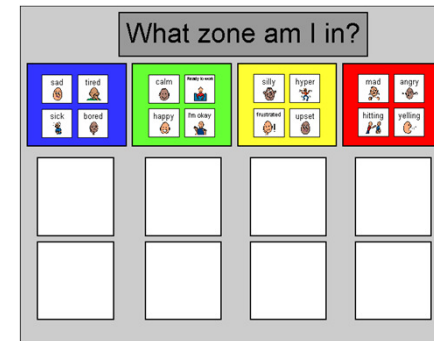 What zone am I in?
sad tired
sick bored
calm Ready to work
happy I'm okay
silly hyper
frustrated upset
mad angry
hitting yelling